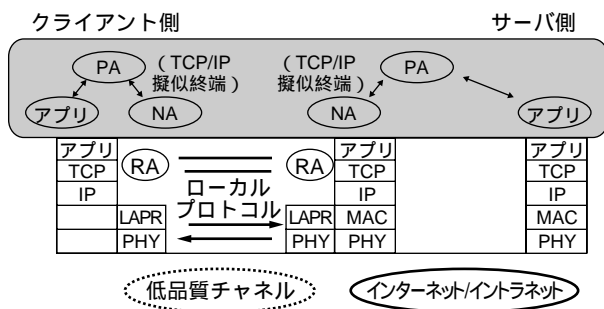 クライアント側
サーバ側
PA
(TCP/IP
擬似終端)
(TCP/IP
擬似終端)
PA
アプリ
NA
NA
アプリ
アプリ
TCP
IP
LAPR
PHY
RA
ローカル
プロトコル
RA
LAPR
PHY
アプリ
TCP
IP
MAC
PHY
アプリ
TCP
IP
MAC
PHY
低品質チャネル
インターネット/イントラネット